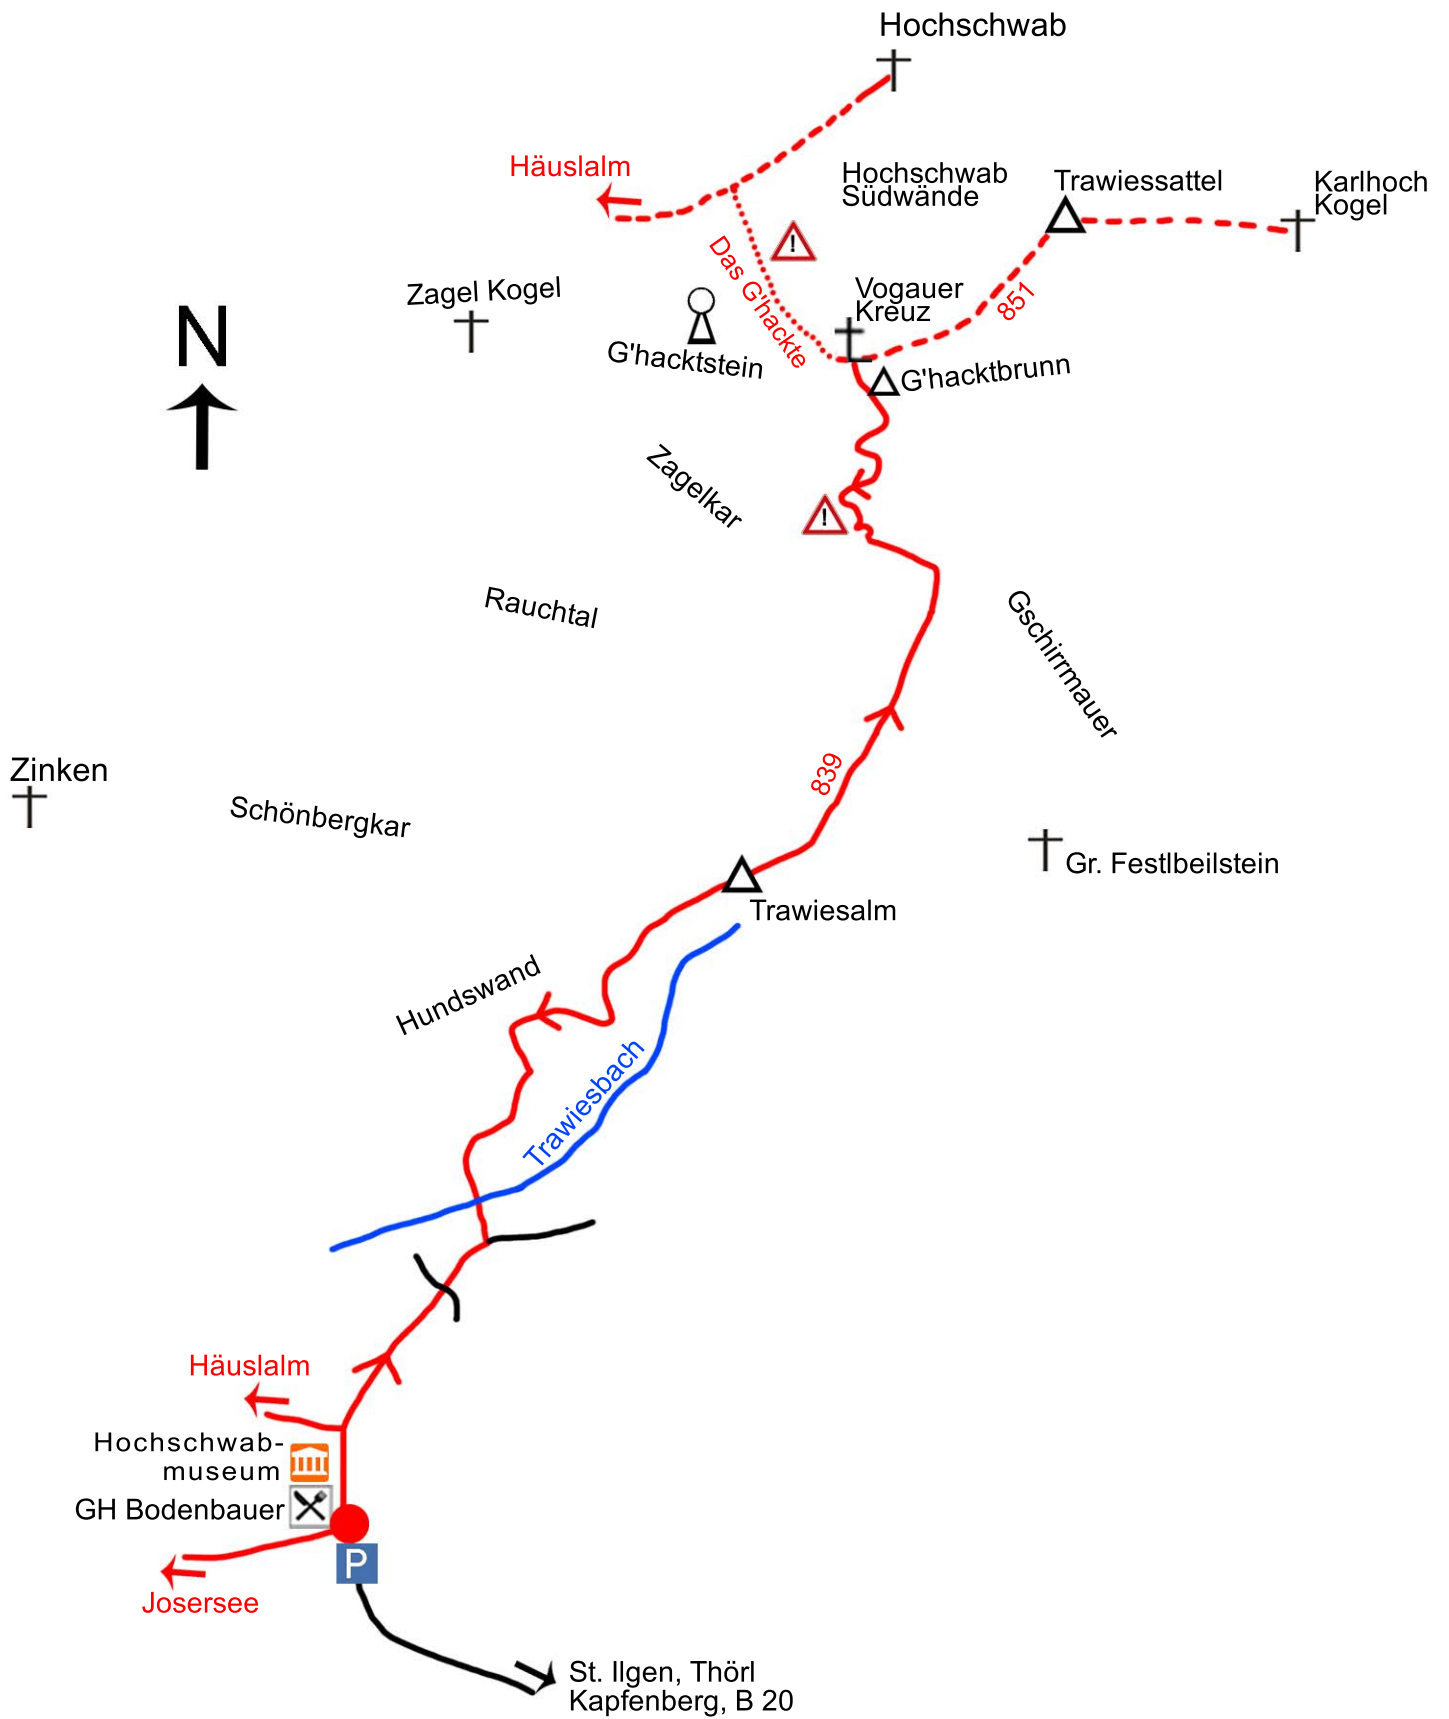 Hochschwab
Häuslalm
Hochschwab
Südwände
Trawiessattel
Karlhoch
Kogel
Das G'hackte
Zagel Kogel
Vogauer
Kreuz
851
N
G'hacktstein
G'hacktbrunn
Zagelkar
Rauchtal
Gschirrmauer
839
Zinken
Schönbergkar
Gr. Festlbeilstein
Trawiesalm
Hundswand
Trawiesbach
Häuslalm
Hochschwab-
museum
GH Bodenbauer
P
Josersee
St. Ilgen, Thörl
Kapfenberg, B 20